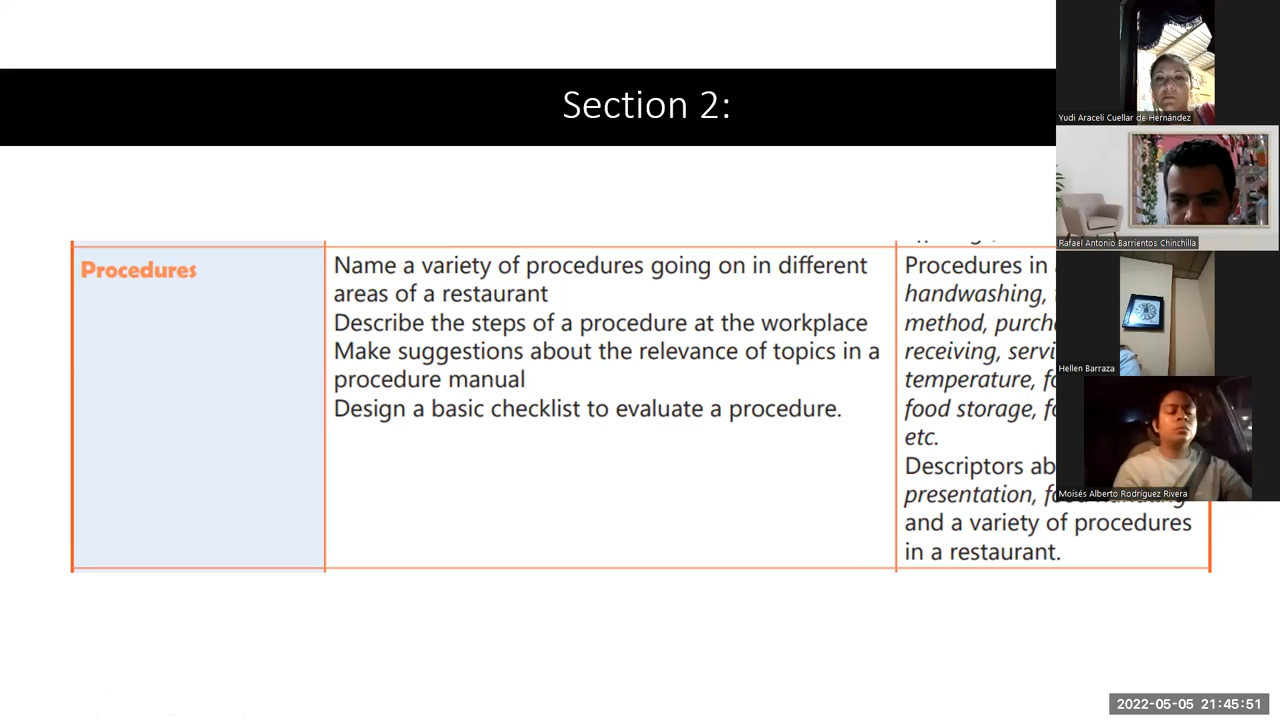 Section 2:
Procedures
Name a variety of procedures going on in different
areas of a restaurant
Describe the steps of a procedure at the workplace
Make suggestions about the relevance of topics in a
procedure manual
Design a basic checklist to evaluate a procedure.
Procedures in
handwashing,
method,
receiving,
temperature,
food storage,
etc.
Descriptors
presentation,
and a variety of procedures
in a restaurant.
Yudi Araceli Cuellar de Hernández
Rafael Antonio Barrientos Chinchilla
Hellen Barraza
Moisés Alberto Rodríguez Rivera
2022-05-05 21:45:51